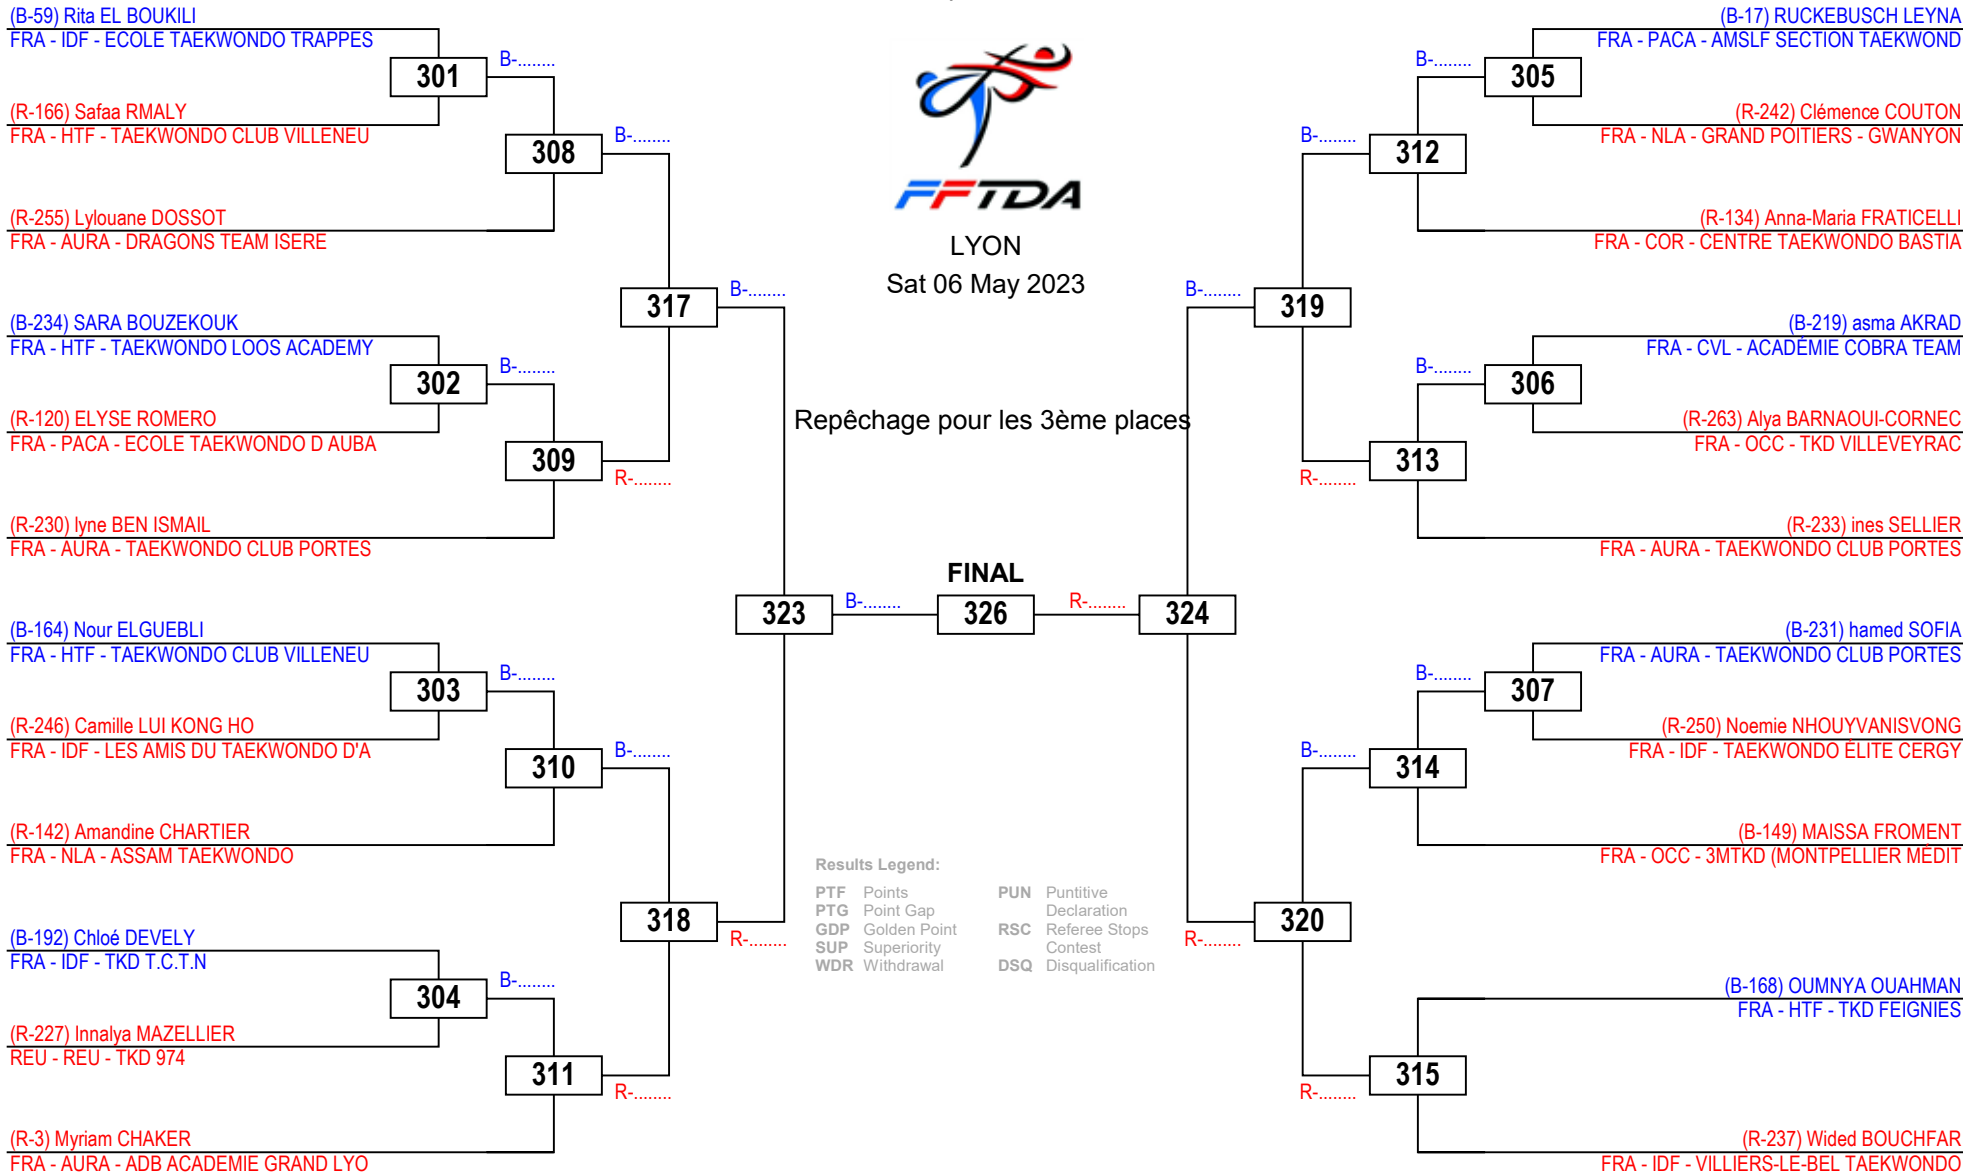 (B-59) Rita EL BOUKILI
FRA - IDF - ECOLE TAEKWONDO TRAPPES
301
B-........
(R-166) Safaa RMALY
FRA - HTF - TAEKWONDO CLUB VILLENEU
308
B-........
(R-255) Lylouane DOSSOT
FRA - AURA - DRAGONS TEAM ISERE
317
B-........
(B-234) SARA BOUZEKOUK
FRA - HTF - TAEKWONDO LOOS ACADEMY
302
B-........
(R-120) ELYSE ROMERO
FRA - PACA - ECOLE TAEKWONDO D AUBA
309
R-........
(R-230) lyne BEN ISMAIL
FRA - AURA - TAEKWONDO CLUB PORTES
323
B-........
(B-164) Nour ELGUEBLI
FRA - HTF - TAEKWONDO CLUB VILLENEU
303
B-........
(R-246) Camille LUI KONG HO
FRA - IDF - LES AMIS DU TAEKWONDO D'A
310
B-........
(R-142) Amandine CHARTIER
FRA - NLA - ASSAM TAEKWONDO
318
R-........
(B-192) Chloé DEVELY
FRA - IDF - TKD T.C.T.N
304
B-........
(R-227) Innalya MAZELLIER
REU - REU - TKD 974
311
R-........
(R-3) Myriam CHAKER
FRA - AURA - ADB ACADEMIE GRAND LYO
FFTDA
LYON
Sat 06 May 2023
Repêchage pour les 3ème places
FINAL
326
Results Legend:
PTF Points
PTG Point Gap
GDP Golden Point
SUP Superiority
WDR Withdrawal
PUN Puntitive
Declaration
RSC Referee Stops
Contest
DSQ Disqualification
(B-17) RUCKEBUSCH LEYNA
FRA - PACA - AMSLF SECTION TAEKWOND
B-........
305
(R-242) Clémence COUTON
FRA - NLA - GRAND POITIERS - GWANYON
B-........
312
(R-134) Anna-Maria FRATICELLI
FRA - COR - CENTRE TAEKWONDO BASTIA
B-........
319
(B-219) asma AKRAD
FRA - CVL - ACADÉMIE COBRA TEAM
B-........
306
(R-263) Alya BARNAOUI-CORNEC
FRA - OCC - TKD VILLEVEYRAC
R-........
313
(R-233) ines SELLIER
FRA - AURA - TAEKWONDO CLUB PORTES
R-........
324
(B-231) hamed SOFIA
FRA - AURA - TAEKWONDO CLUB PORTES
B-........
307
(R-250) Noemie NHOUYVANISVONG
FRA - IDF - TAEKWONDO ÉLITE CERGY
B-........
314
(B-149) MAISSA FROMENT
FRA - OCC - 3MTKD (MONTPELLIER MÉDIT
R-........
320
(B-168) OUMNYA OUAHMAN
FRA - HTF - TKD FEIGNIES
R-........
315
(R-237) Wided BOUCHFAR
FRA - IDF - VILLIERS-LE-BEL TAEKWONDO